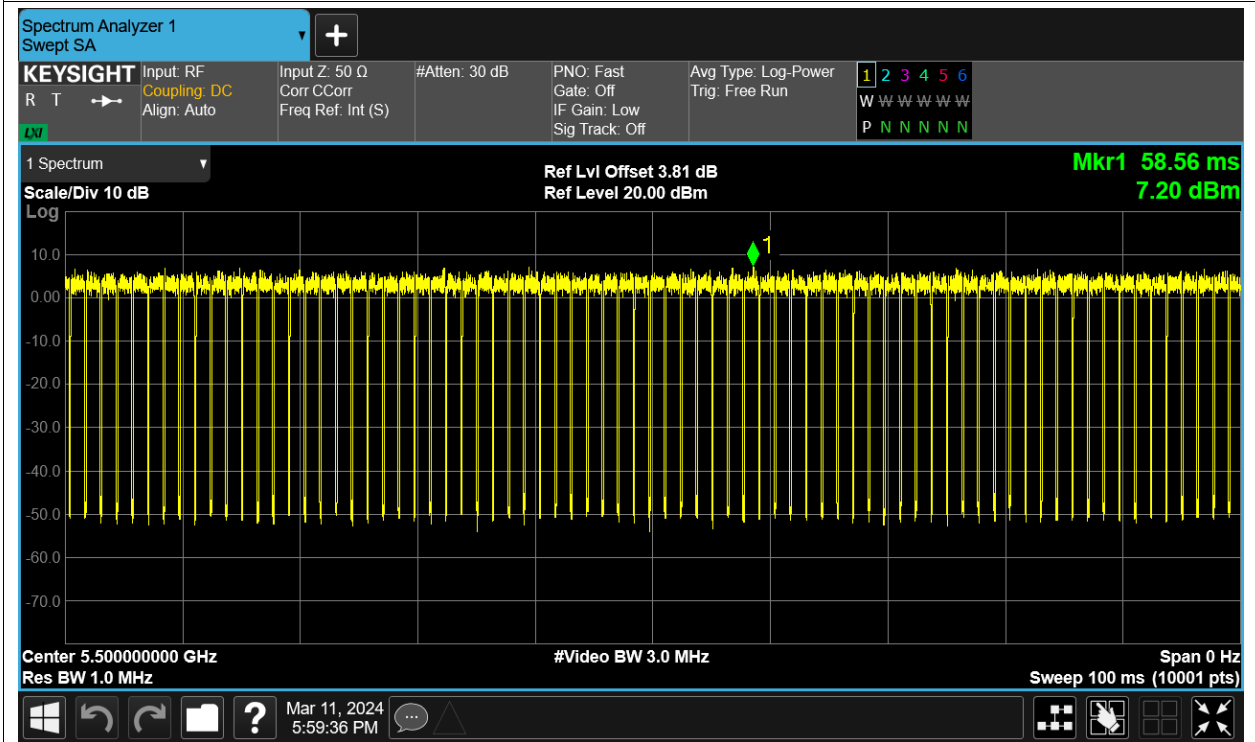 Spectrum Analyzer 1
Swept SA
KEYSIGHT
R T
LXI
Input: RF
Coupling: DC
Align: Auto
Input Z: 50 Ω
Corr CCorr
Freq Ref: Int (S)
#Atten: 30 dB
PNO: Fast
Gate: Off
IF Gain: Low
Sig Track: Off
Avg Type: Log-Power
Trig: Free Run
1 2 3 4 5 6
W W W W W W
P N N N N N
1 Spectrum
Scale/Div 10 dB
Log
Ref Lvl Offset 3.81 dB
Ref Level 20.00 dBm
Mkr1 58.56 ms
7.20 dBm
1
10.0
0.00
-10.0
-20.0
-30.0
-40.0
-50.0
-60.0
-70.0
Center 5.500000000 GHz
Res BW 1.0 MHz
#Video BW 3.0 MHz
Span 0 Hz
Sweep 100 ms (10001 pts)
?
Mar 11, 2024
5:59:36 PM